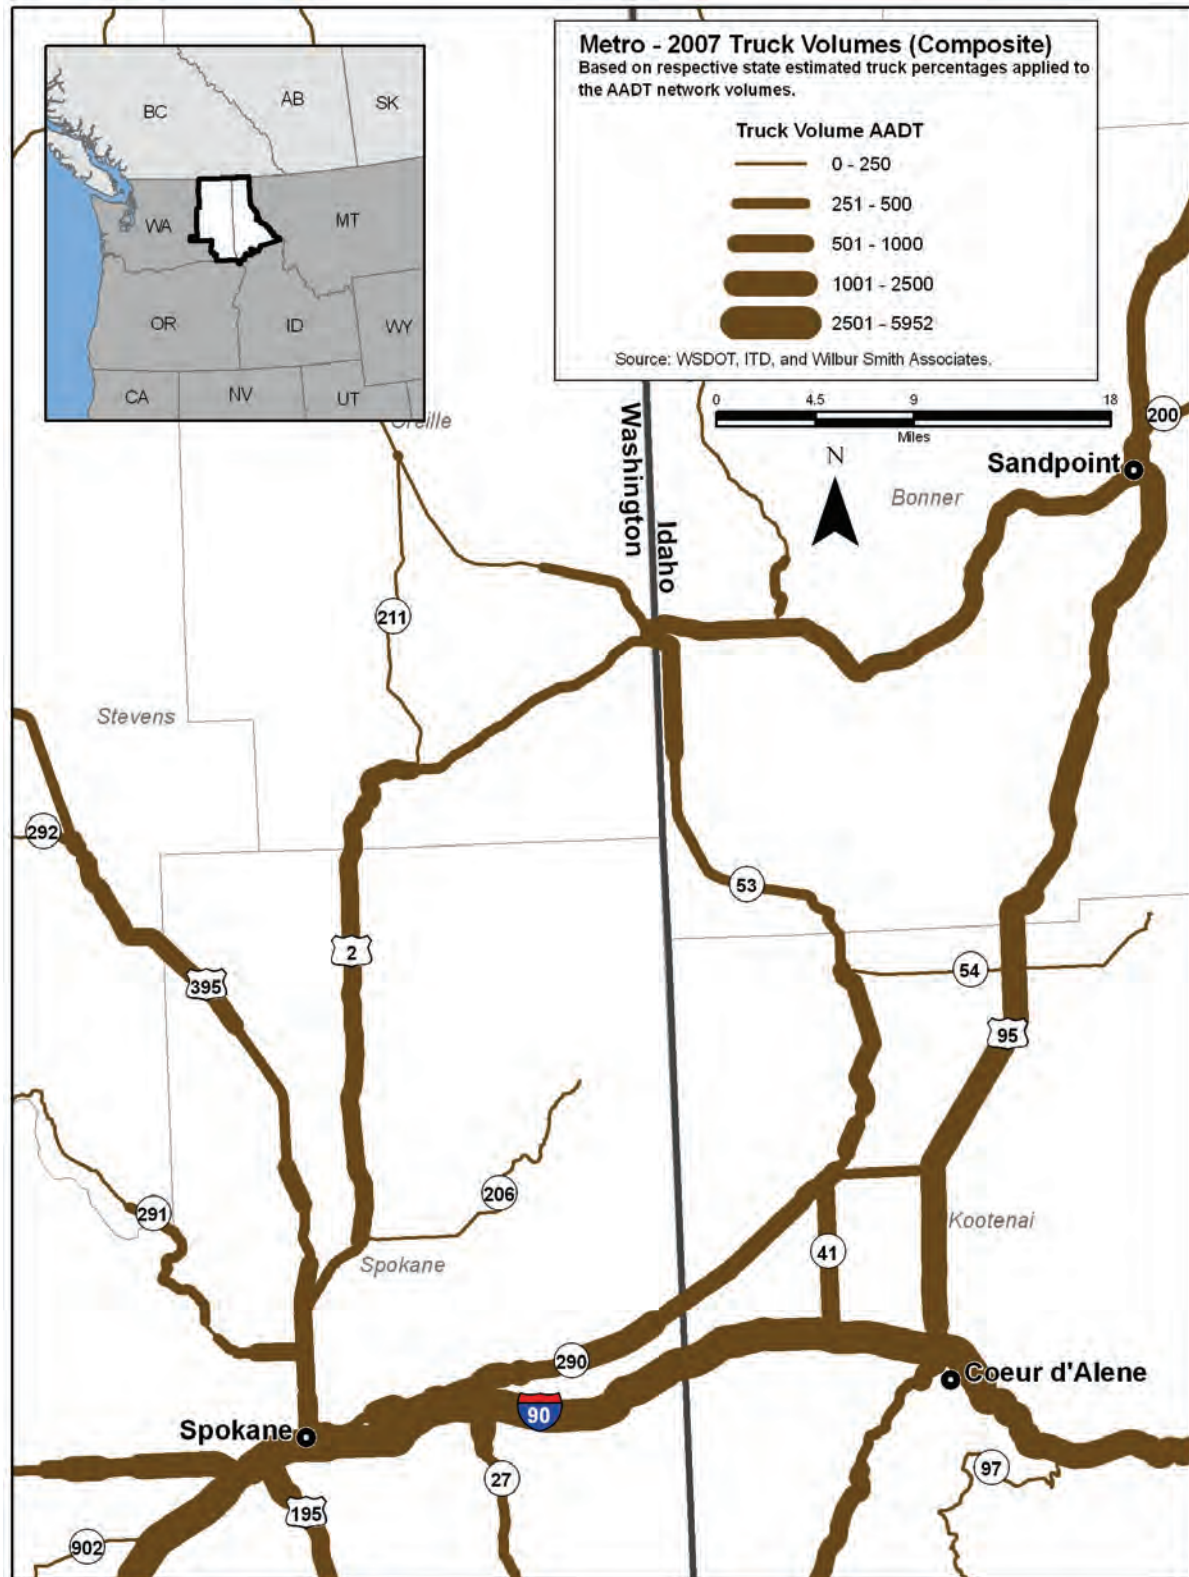 Metro - 2007 Truck Volumes (Composite)
Based on respective state estimated truck percentages applied to
the AADT network volumes.
Truck Volume AADT
0 - 250
251 - 500
501 - 1000
1001 - 2500
2501 - 5952
Source: WSDOT, ITD, and Wilbur Smith Associates.
BC
AB
SK
WA
MT
OR
ID
WY
CA
NV
UT
0
4.5
9
18
Miles
N
Washington
Idaho
Oreille
200
Sandpoint
Bonner
211
Stevens
292
53
2
395
54
95
206
291
Kootenai
41
Spokane
290
Coeur d'Alene
90
Spokane
97
27
195
902